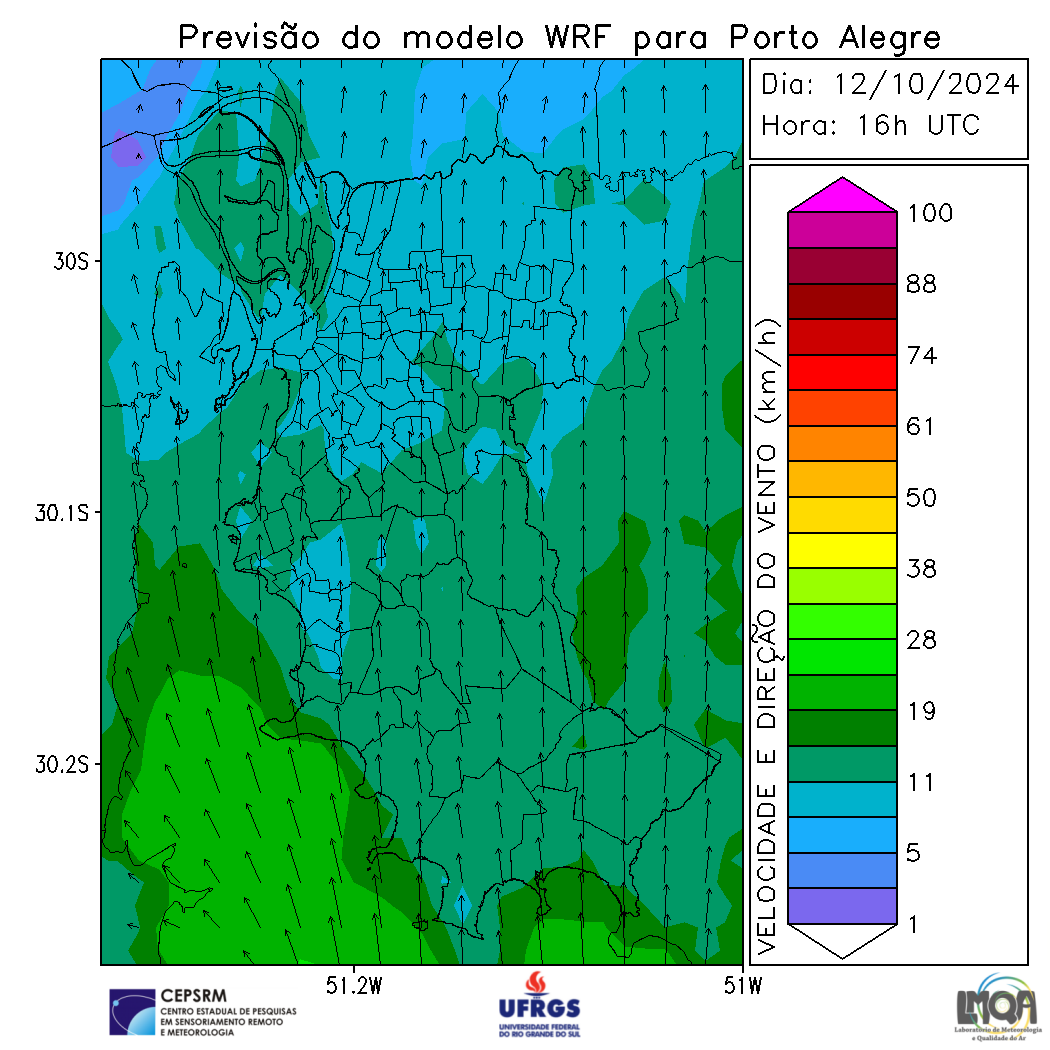 Previsão do modelo WRF para Porto Alegre
Dia: 12/10/2024
Hora: 16h UTC
30S
30.1S
30.2S
51.2W
51W
VELOCIDADE E DIREÇÃO DO VENTO (km/h)
100
88
74
61
50
38
28
19
11
5
1
CEPSRM
CENTRO ESTADUAL DE PESQUISAS
EM SENSORIAMENTO REMOTO
E METEOROLOGIA
UFRGS
UNIVERSIDADE FEDERAL
DO RIO GRANDE DO SUL
LMQA
Laboratório de Meteorologia
e Qualidade do Ar